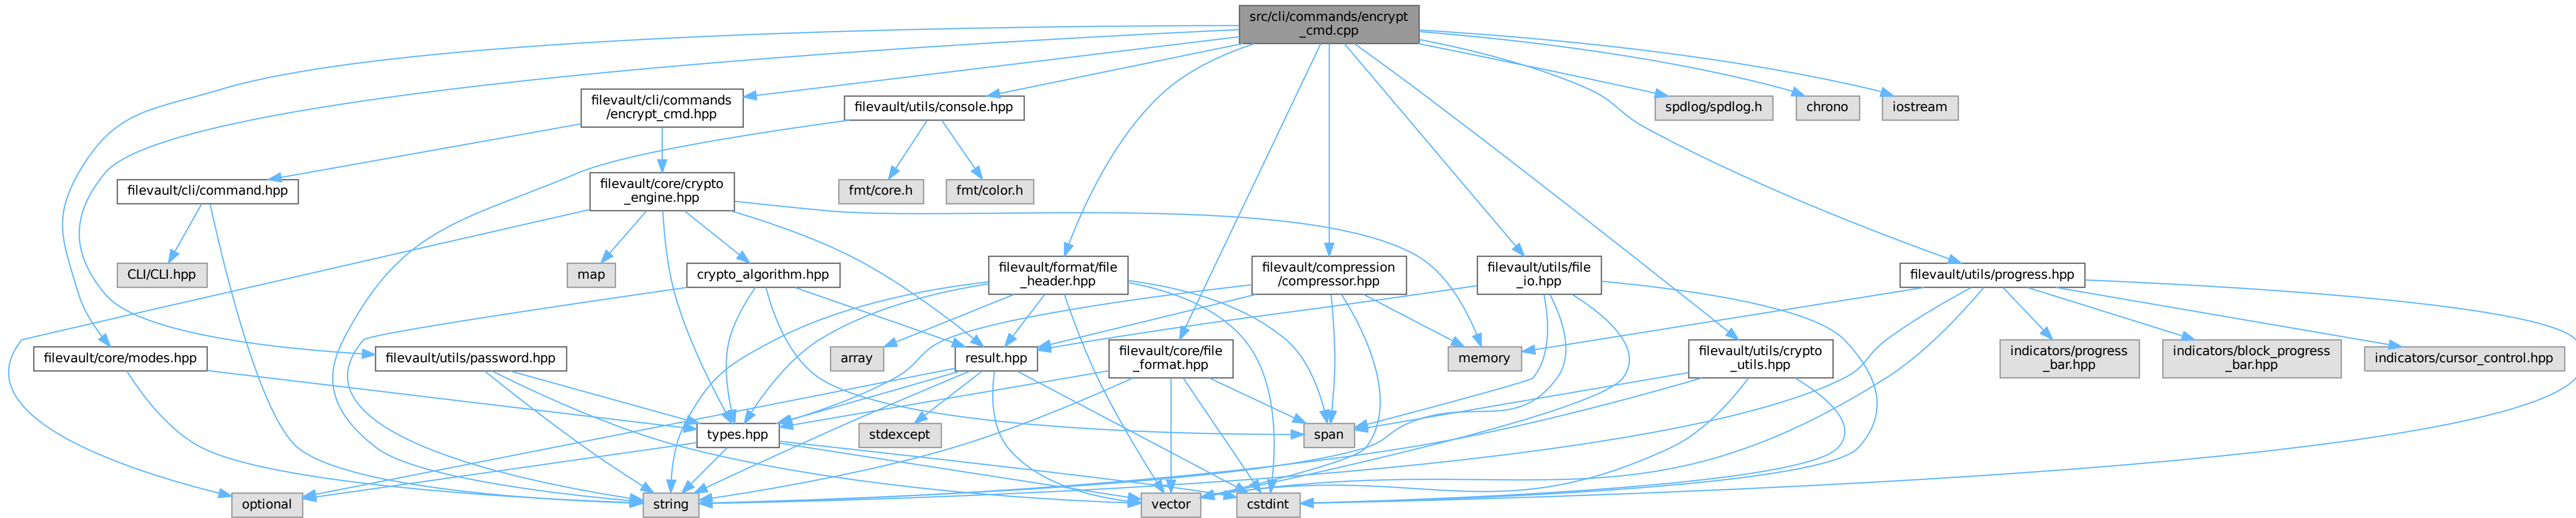 src/cli/commands/encrypt
_cmd.cpp
filevault/cli/commands
/encrypt_cmd.hpp
filevault/utils/console.hpp
spdlog/spdlog.h
chrono
iostream
filevault/cli/command.hpp
filevault/core/crypto
_engine.hpp
fmt/core.h
fmt/color.h
CLI/CLI.hpp
map
crypto_algorithm.hpp
filevault/format/file
_header.hpp
filevault/compression
/compressor.hpp
filevault/utils/file
_io.hpp
filevault/utils/progress.hpp
filevault/core/modes.hpp
filevault/utils/password.hpp
array
result.hpp
filevault/core/file
_format.hpp
memory
filevault/utils/crypto
_utils.hpp
indicators/progress
_bar.hpp
indicators/block_progress
_bar.hpp
indicators/cursor_control.hpp
types.hpp
stdexcept
span
optional
string
vector
cstdint